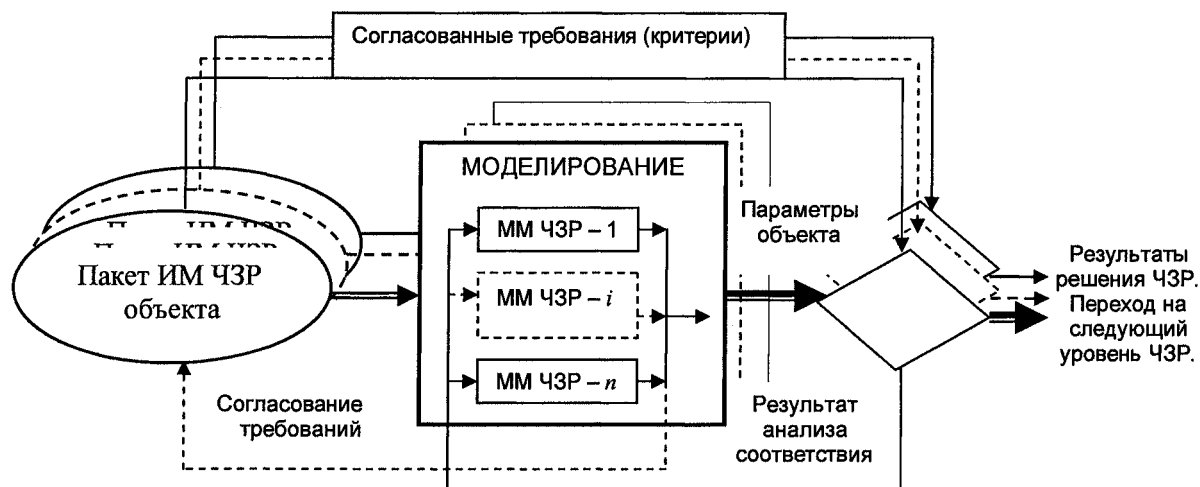 Согласованные требования (критерии)
МОДЕЛИРОВАНИЕ
ММ ЧЗР – 1
ММ ЧЗР – i
ММ ЧЗР – n
Пакет ИМ ЧЗР
объекта
Параметры
объекта
Результаты
решения ЧЗР.
Переход на
следующий
уровень ЧЗР.
Согласование
требований
Результат
анализа
соответствия